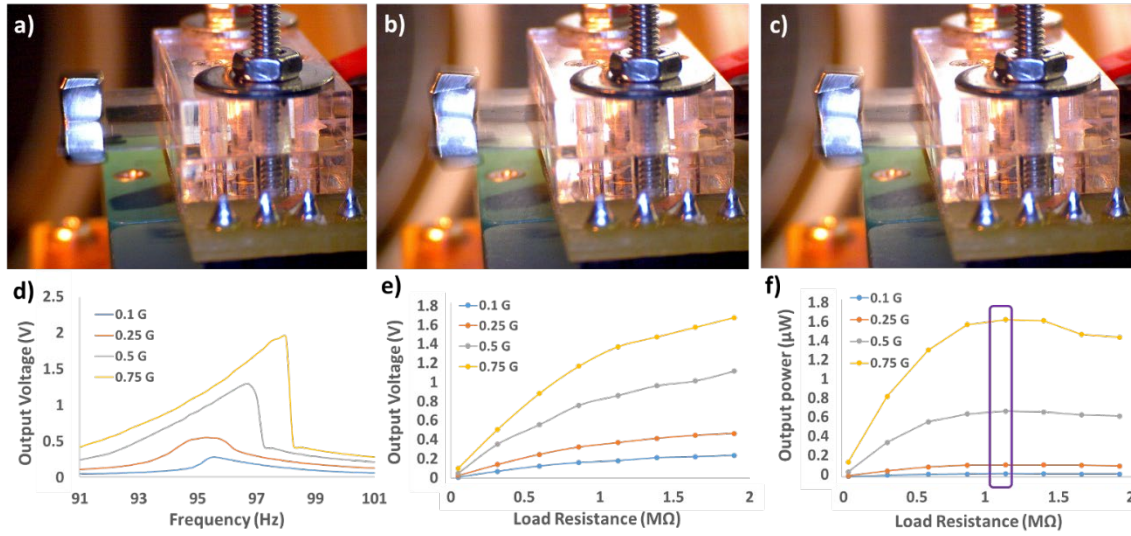 a)
b)
c)
d)
2.5
2
1.5
1
0.5
0
Output Voltage (V)
0.1 G
0.25 G
0.5 G
0.75 G
91 93 95 97 99 101
Frequency (Hz)
e)
1.8
1.6
1.4
1.2
1
0.8
0.6
0.4
0.2
0
Output Voltage (V)
0.1 G
0.25 G
0.5 G
0.75 G
0 0.5 1 1.5 2
Load Resistance (MΩ)
f)
1.8
1.6
1.4
1.2
1
0.8
0.6
0.4
0.2
0
Output power (μW)
0.1 G
0.25 G
0.5 G
0.75 G
0 0.5 1 1.5 2
Load Resistance (MΩ)